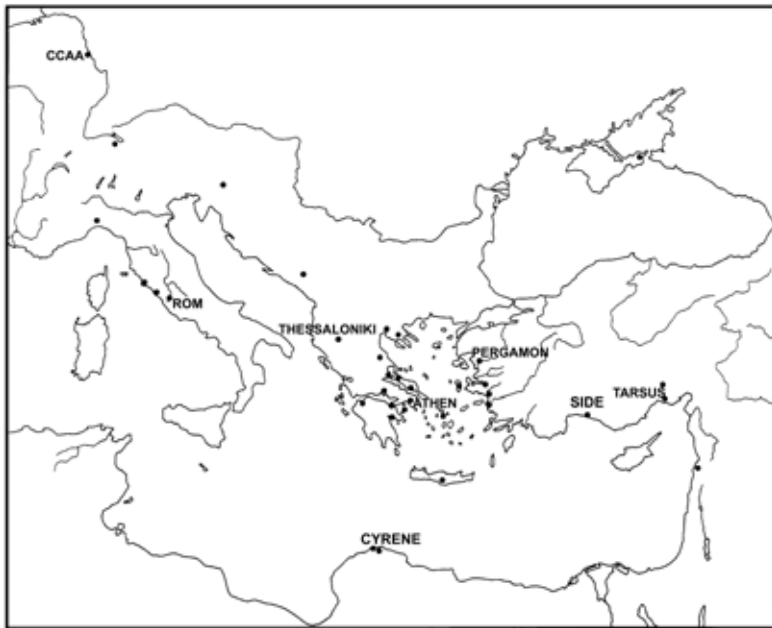 CCAA
ROM
THESSALONIKI
PERGAMON
ATHEN
SIDE
TARSUS
CYRENE